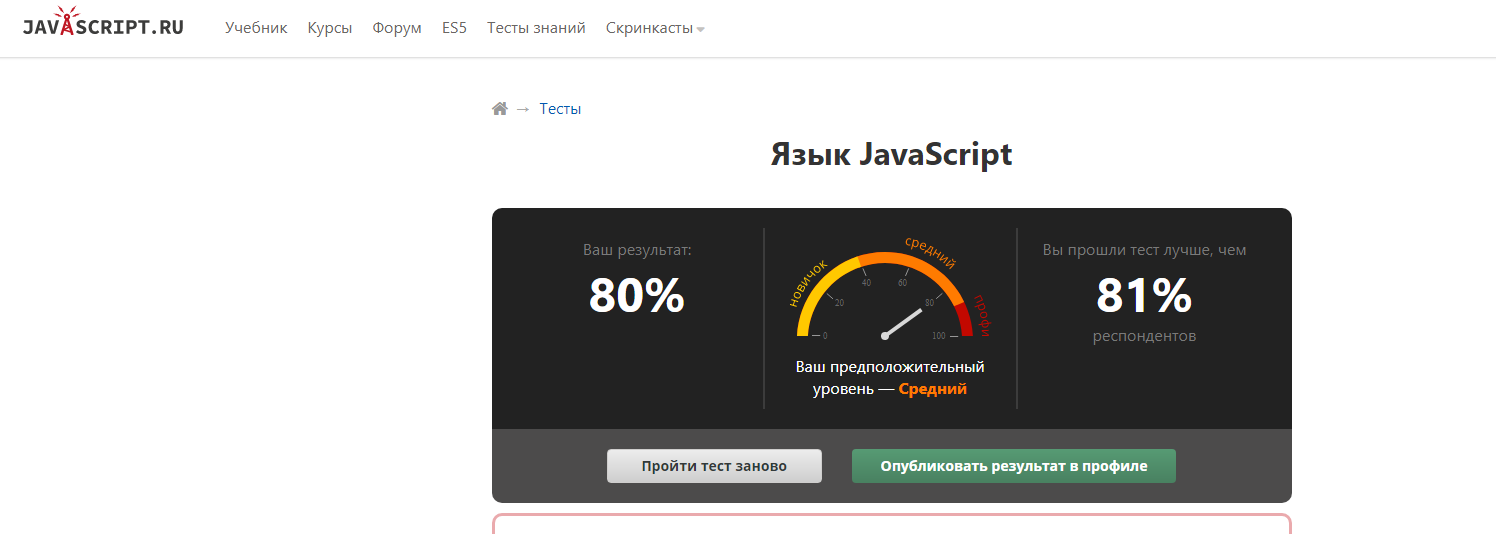 JAVASCRIPT.RU
Учебник Курсы Форум ES5 Тесты знаний Скринкасты
→ Тесты
Язык JavaScript
Ваш результат:
80%
новичок
средний
профи
0
20
40
60
80
100
Ваш предположительный
уровень — Средний
Вы прошли тест лучше, чем
81%
респондентов
Пройти тест заново
Опубликовать результат в профиле